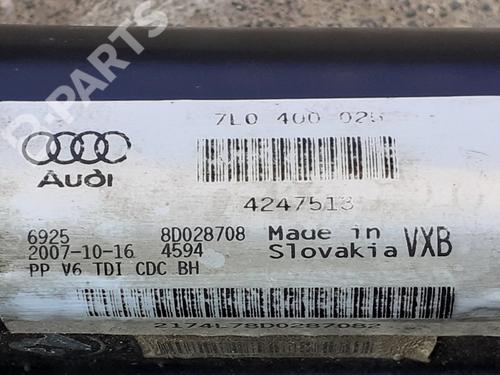 B-PARTS
7L0 400 025
Audi
4247513
6925 8D028708 Made in
2007-10-16 4594 Slovakia VXB
PP V6 TDI CDC BH
2174L78D0287082